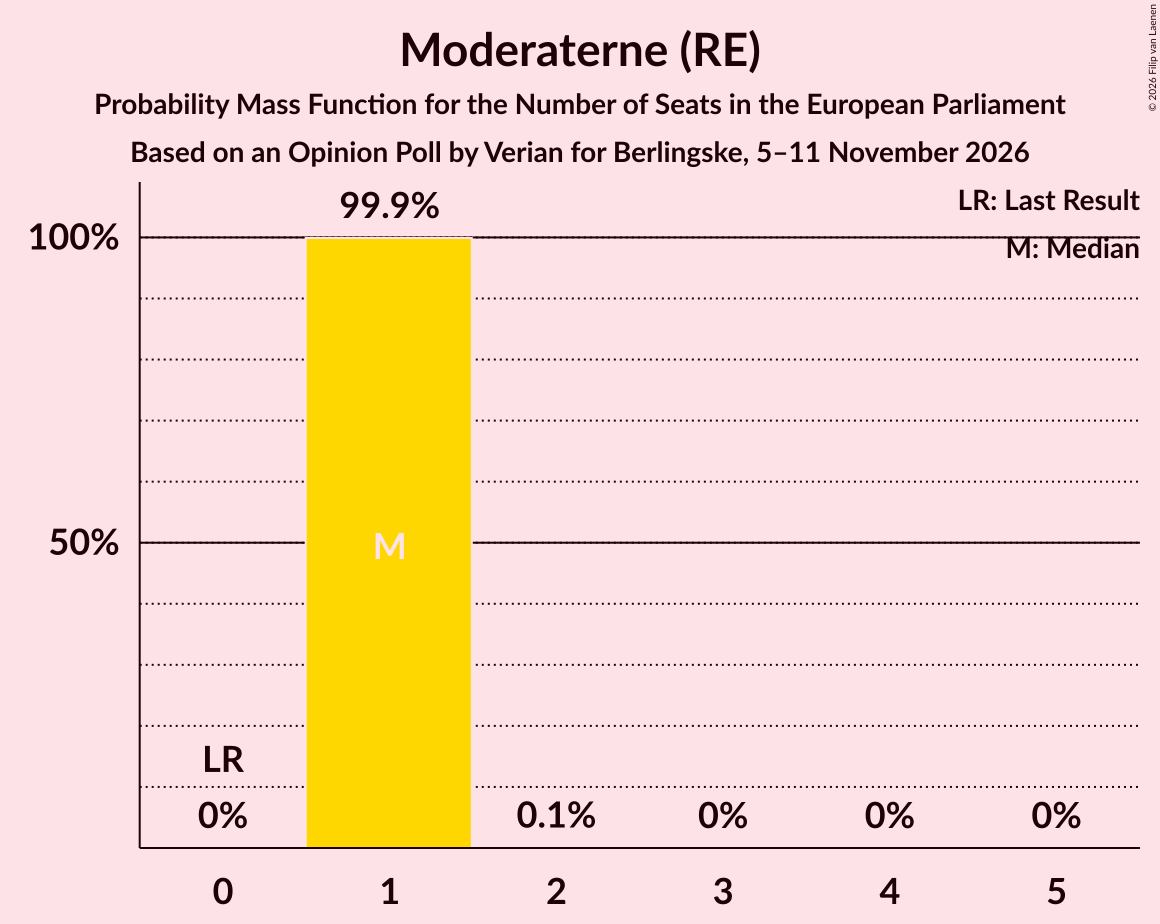 Moderaterne (RE)
Probability Mass Function for the Number of Seats in the European Parliament
Based on an Opinion Poll by Verian for Berlingske, 5–11 November 2026
© 2026 Filip van Laenen
LR: Last Result
M: Median
99.9%
100%
50%
M
LR
0%
0.1%
0%
0%
0%
0
1
2
3
4
5